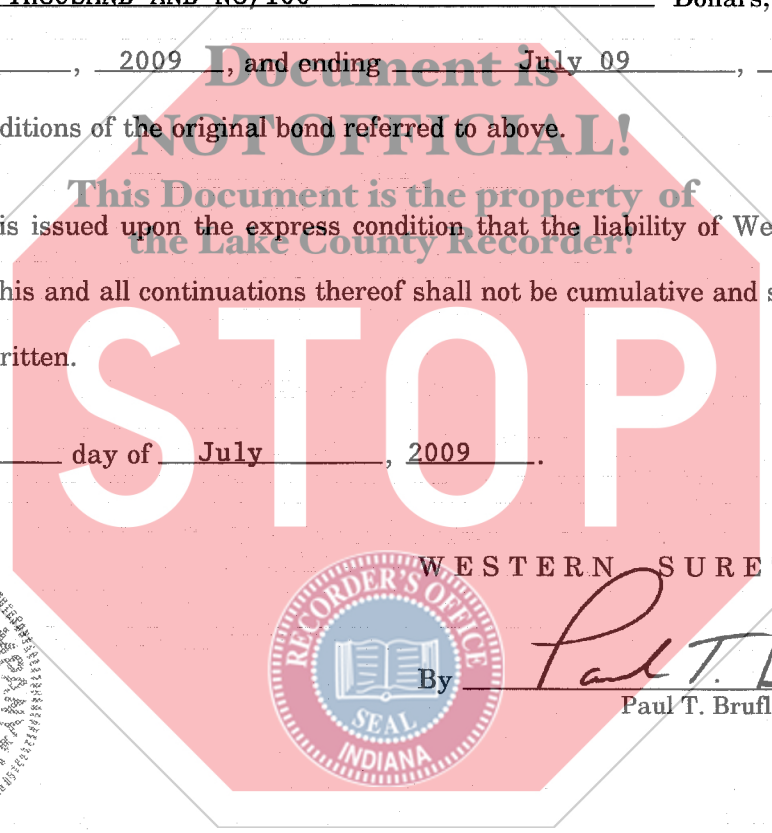 THOUSAND AND NO/100 Dollars,
, 2009 , and ending July 09 ,
Document is
ditions of the original bond referred to above.
NOT OFFICIAL!
This Document is the property of
is issued upon the express condition that the liability of We
the Lake County Recorder!
his and all continuations thereof shall not be cumulative and s
ritten.
STOP
day of July , 2009 .
WESTERN SURE
RECORDER'S OFFICE
SEAL
INDIANA
By Paul T.
Paul T. Brufl